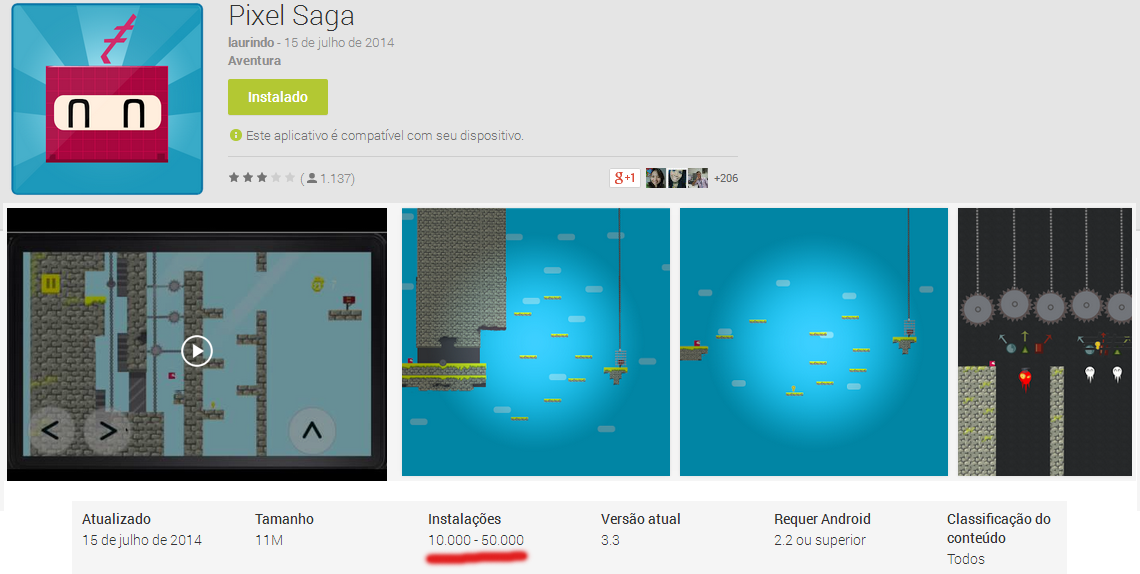 Pixel Saga
laurindo - 15 de julho de 2014
Aventura
Instalado
Este aplicativo é compatível com seu dispositivo.
(1.137)
g+1
+206
Atualizado
15 de julho de 2014
Tamanho
11M
Instalações
10.000 - 50.000
Versão atual
3.3
Requer Android
2.2 ou superior
Classificação do
conteúdo
Todos